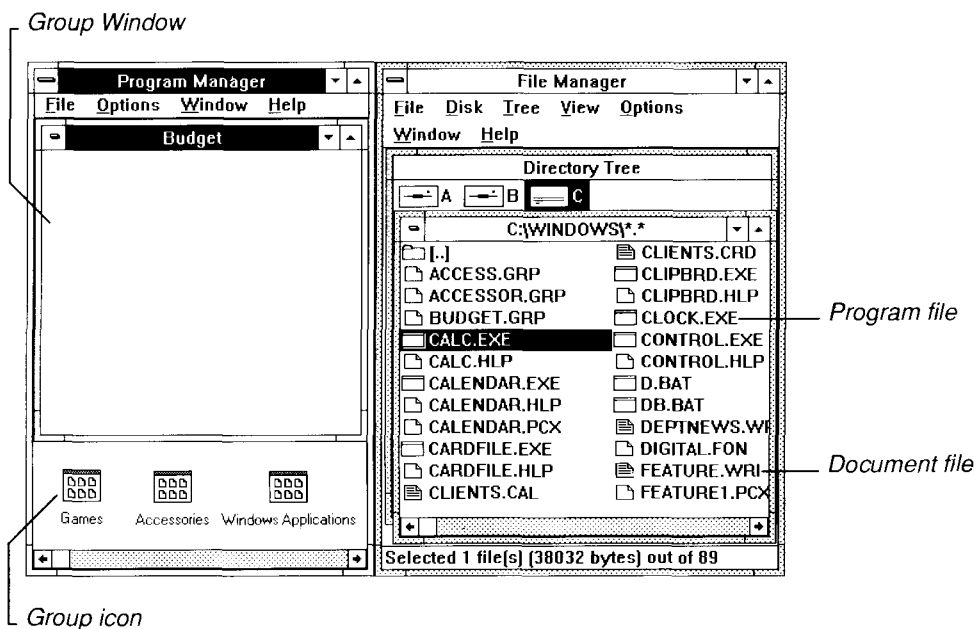 Group Window
Program Manager
File Options Window Help
Budget
Games Accessories Windows Applications
Group icon
File Manager
File Disk Tree View Options
Window Help
Directory Tree
A B C
C:\WINDOWS\*.*
[..]
ACCESS.GRP
ACCESSOR.GRP
BUDGET.GRP
CALC.EXE
CALC.HLP
CALENDAR.EXE
CALENDAR.HLP
CALENDAR.PCX
CARDFILE.EXE
CARDFILE.HLP
CLIENTS.CAL
CLIENTS.CRD
CLIPBRD.EXE
CLIPBRD.HLP
CLOCK.EXE
CONTROL.EXE
CONTROL.HLP
D.BAT
DB.BAT
DEPTNEWS.WR
DIGITAL.FON
FEATURE.WRI
FEATURE1.PCX
Selected 1 file(s) (38032 bytes) out of 89
Program file
Document file